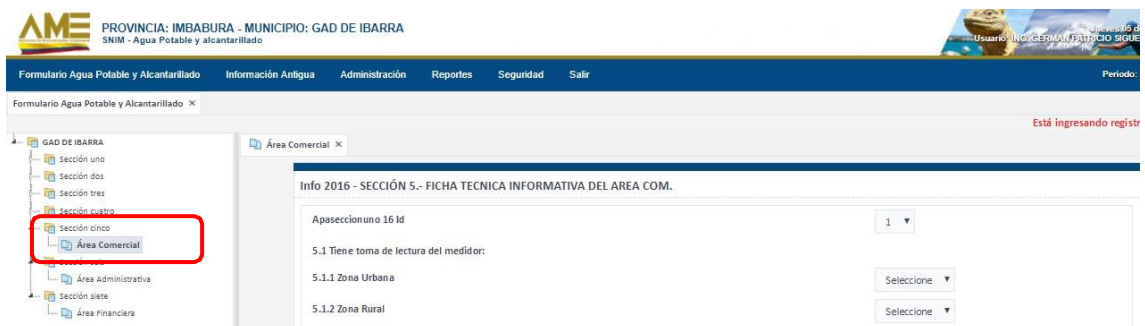 AME
PROVINCIA: IMBABURA - MUNICIPIO: GAD DE IBARRA
SNIM - Agua Potable y alcantarillado
Jueves 05 d
Usuario: ING. GERMAN PATRICIO SIGUE
Formulario Agua Potable y Alcantarillado Información Antigua Administración Reportes Seguridad Salir Periodo:
Formulario Agua Potable y Alcantarillado ×
Está ingresando registr
GAD DE IBARRA
Sección uno
Sección dos
Sección tres
Sección cuatro
Sección cinco
Área Comercial
Área Administrativa
Sección siete
Área Financiera
Área Comercial ×
Info 2016 - SECCIÓN 5.- FICHA TECNICA INFORMATIVA DEL AREA COM.
Apaseccionuno 16 Id 1
5.1 Tiene toma de lectura del medidor:
5.1.1 Zona Urbana Seleccione
5.1.2 Zona Rural Seleccione